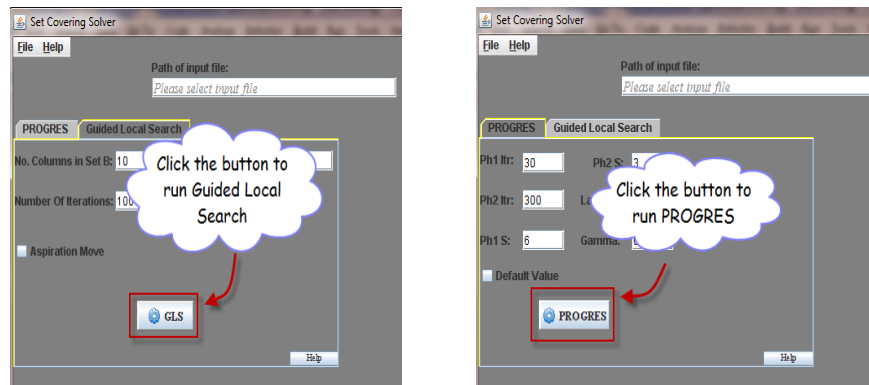 Set Covering Solver
File Help
Path of input file:
Please select input file
PROGRES Guided Local Search
No. Columns in Set B: 10
Number Of Iterations: 100
Click the button to
run Guided Local
Search
Aspiration Move
GLS
Help
Set Covering Solver
File Help
Path of input file:
Please select input file
PROGRES Guided Local Search
Ph1 Itr: 30 Ph2 S: 3
Ph2 Itr: 300
Ph1 S: 6 Gamma:
Click the button to
run PROGRES
Default Value
PROGRES
Help